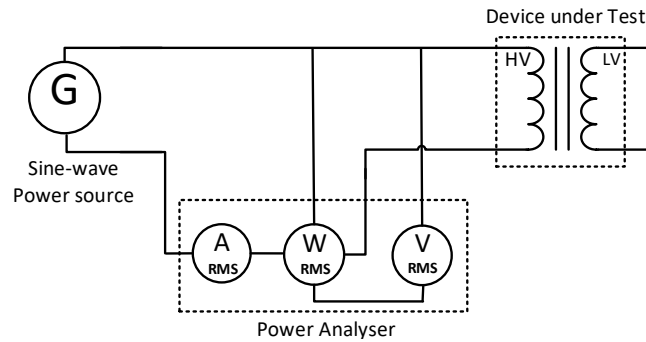 Device under Test
G
HV
LV
Sine-wave
Power source
A
RMS
W
RMS
V
RMS
Power Analyser